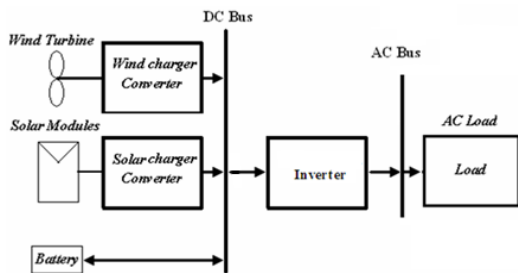 DC Bus
Wind Turbine
Wind charger
Converter
AC Bus
Solar Modules
Solar charger
Converter
Inverter
AC Load
Load
Battery